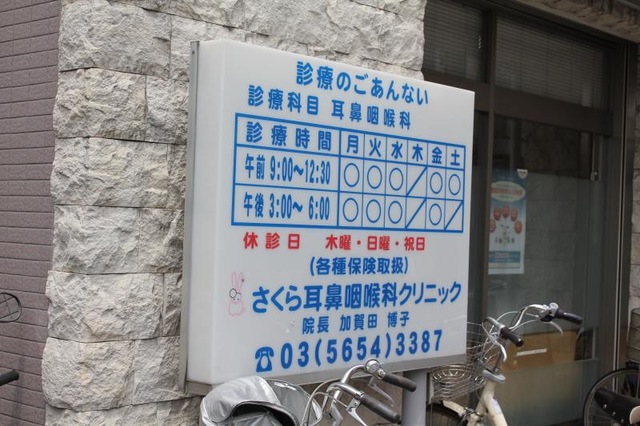 診療のごあんない
診療科目 耳鼻咽喉科
診療時間 月 火 水 木 金 土
午前 9:00〜12:30 ○ ○ ○ / ○ ○
午後 3:00〜 6:00 ○ ○ ○ / ○ /
休診日 木曜・日曜・祝日
(各種保険取扱)
さくら耳鼻咽喉科クリニック
院長 加賀田 博子
☎03(5654)3387